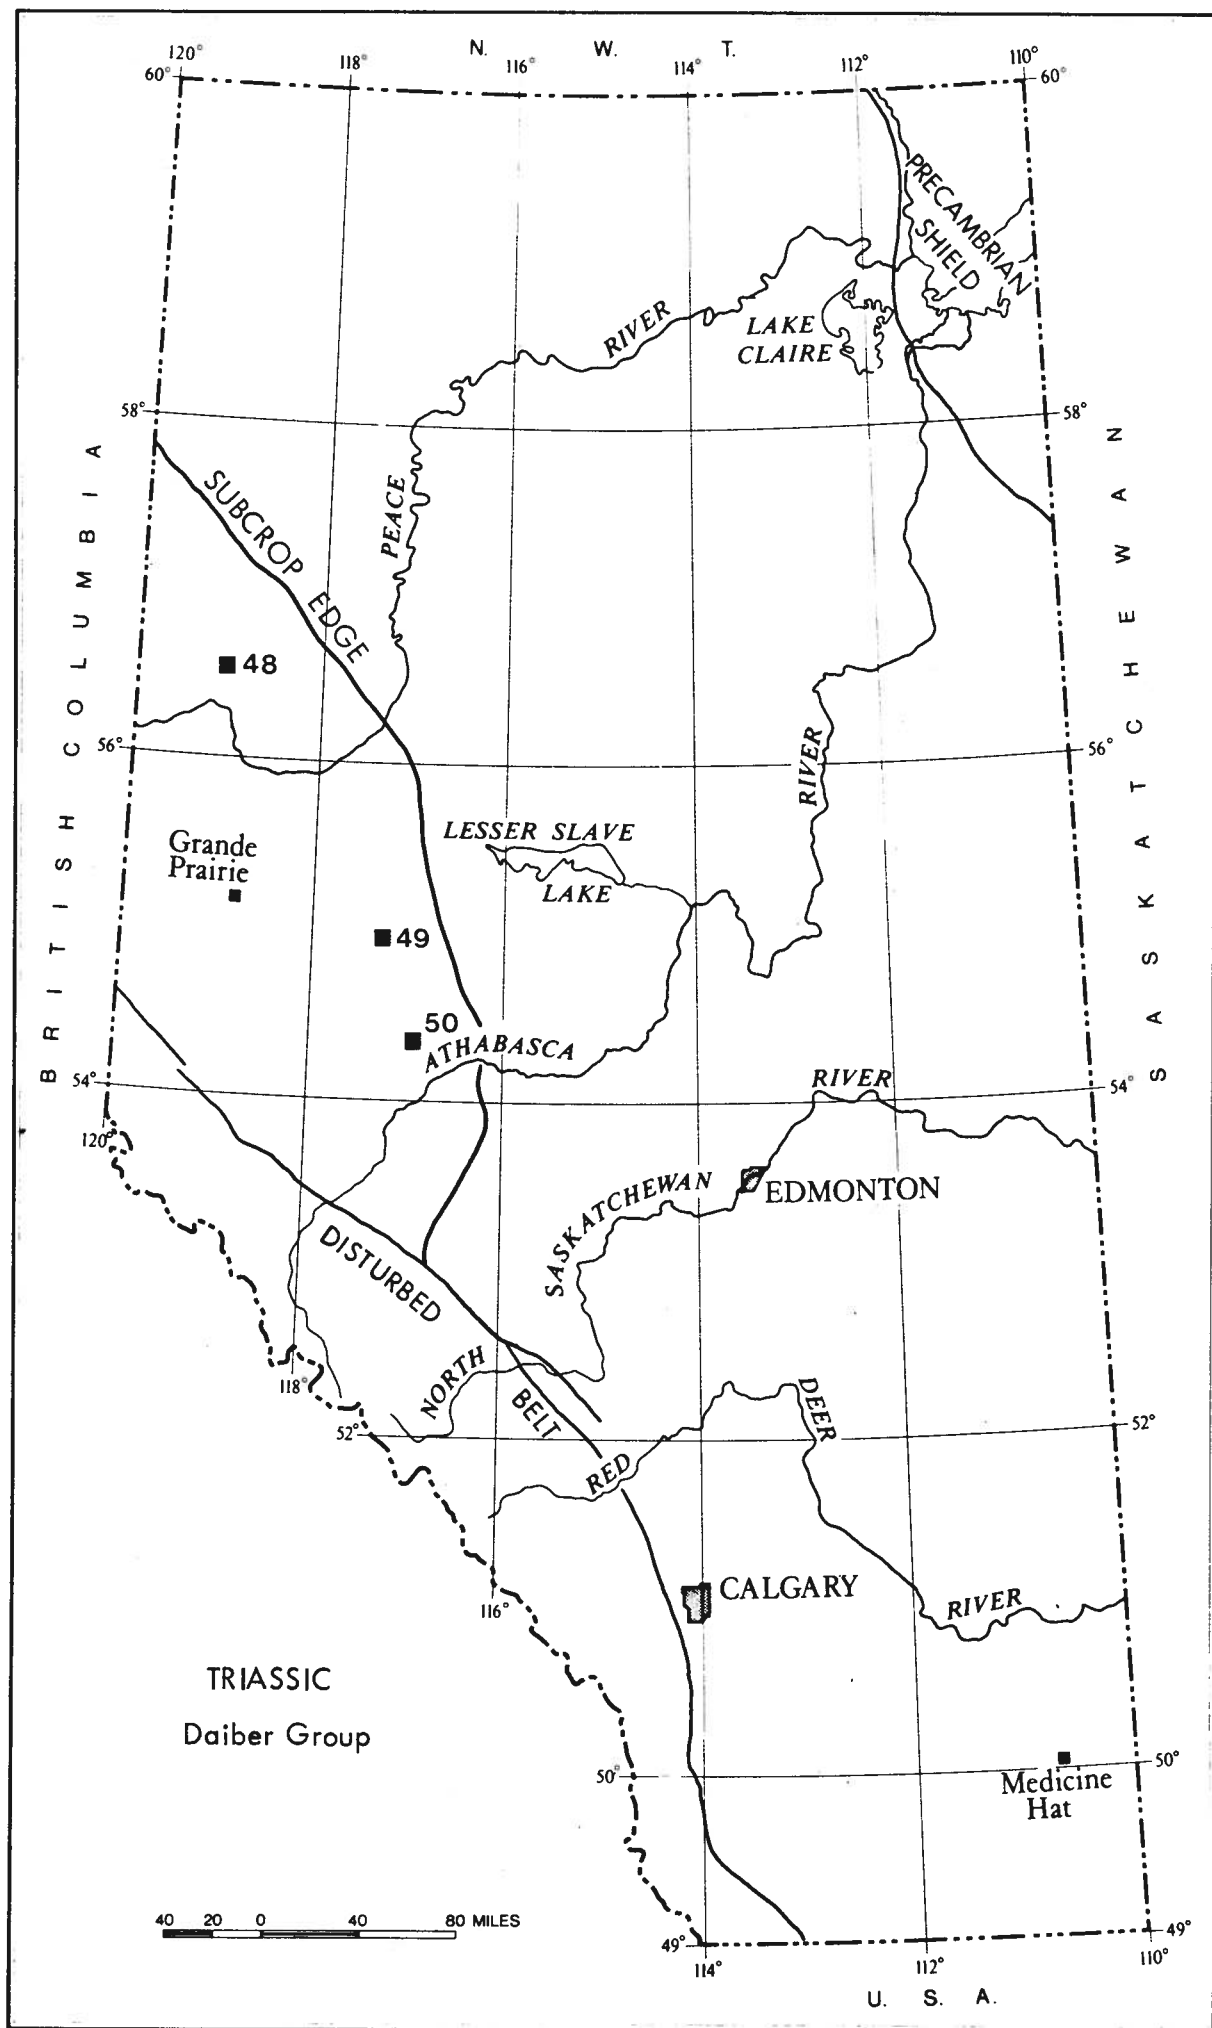 N. W. T.
120°
118°
116°
114°
112°
110°
60°
60°
PRECAMBRIAN
SHIELD
RIVER
LAKE
CLAIRE
58°
58°
BRITISH COLUMBIA
SASKATCHEWAN
SUBCROP EDGE
PEACE
48
56°
56°
RIVER
LESSER SLAVE
LAKE
Grande
Prairie
49
50
ATHABASCA
54°
54°
RIVER
120°
SASKATCHEWAN
EDMONTON
DISTURBED
BELT
NORTH
118°
DEER
52°
52°
RED
116°
CALGARY
RIVER
TRIASSIC
Daiber Group
50°
50°
Medicine
Hat
40 20 0 40 80 MILES
49°
49°
114°
112°
110°
U. S. A.